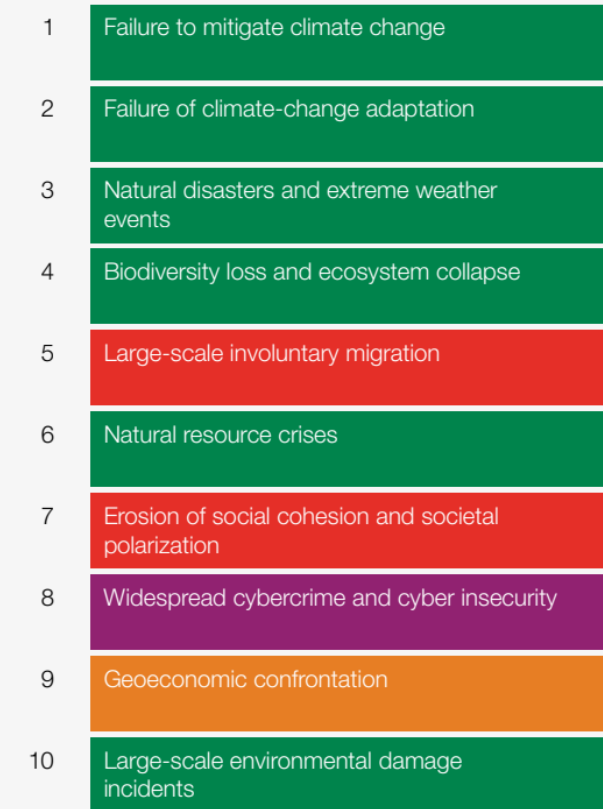 1 Failure to mitigate climate change
2 Failure of climate-change adaptation
3 Natural disasters and extreme weather
events
4 Biodiversity loss and ecosystem collapse
5 Large-scale involuntary migration
6 Natural resource crises
7 Erosion of social cohesion and societal
polarization
8 Widespread cybercrime and cyber insecurity
9 Geoeconomic confrontation
10 Large-scale environmental damage
incidents